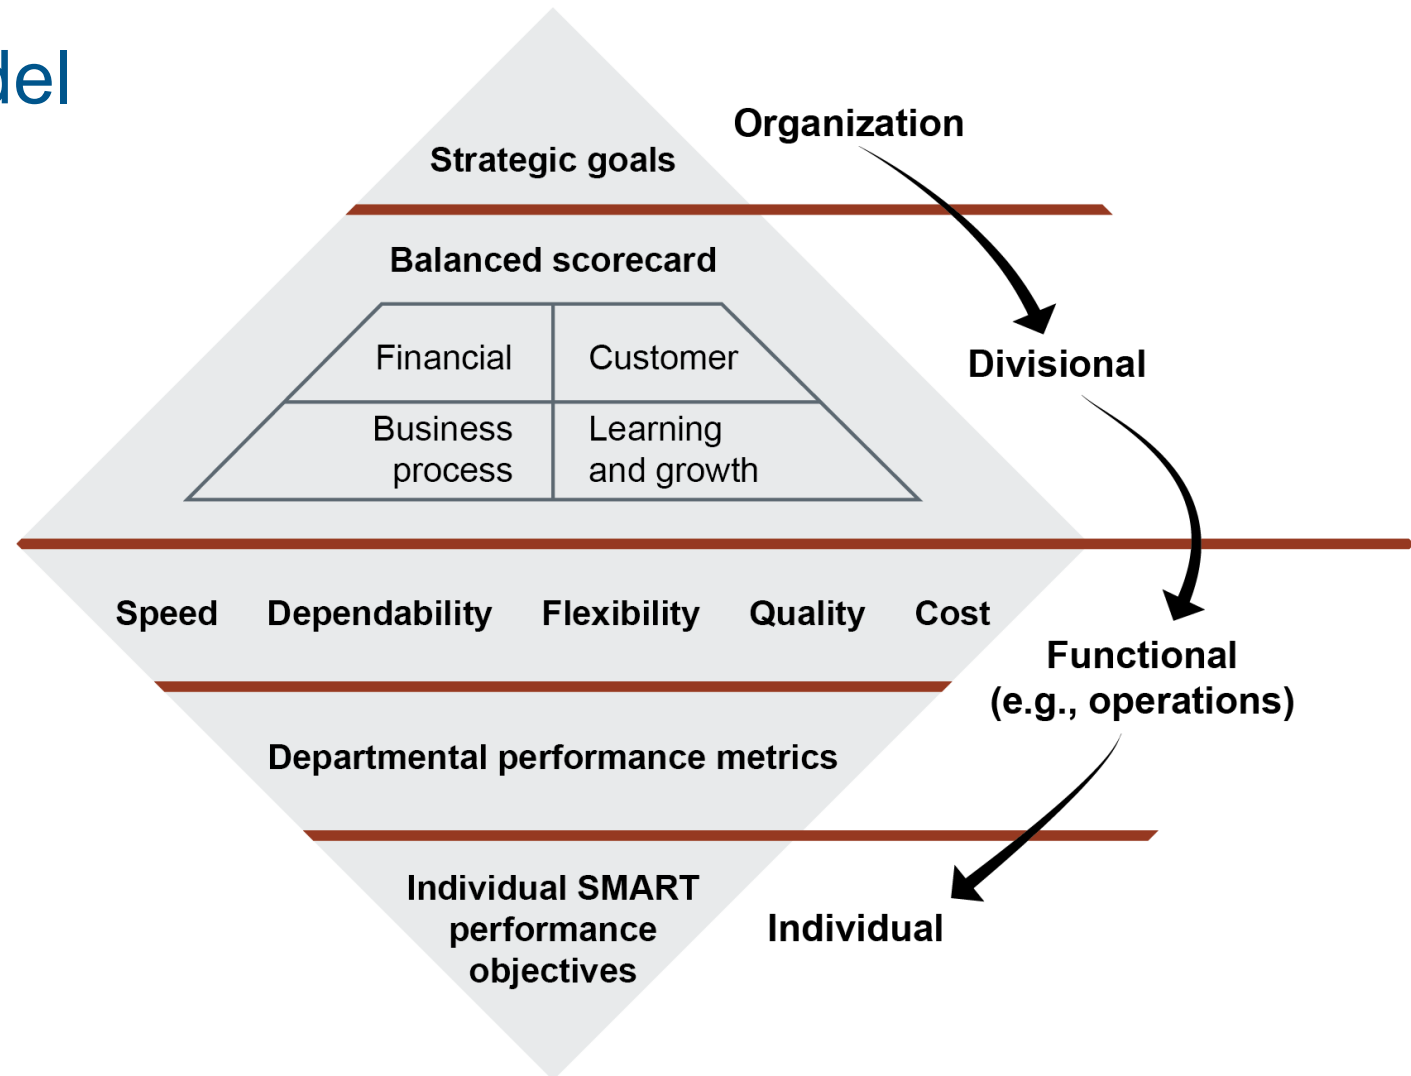 del
Organization
Strategic goals
Balanced scorecard
Financial
Customer
Divisional
Business
process
Learning
and growth
Speed
Dependability
Flexibility
Quality
Cost
Functional
(e.g., operations)
Departmental performance metrics
Individual SMART
performance
objectives
Individual